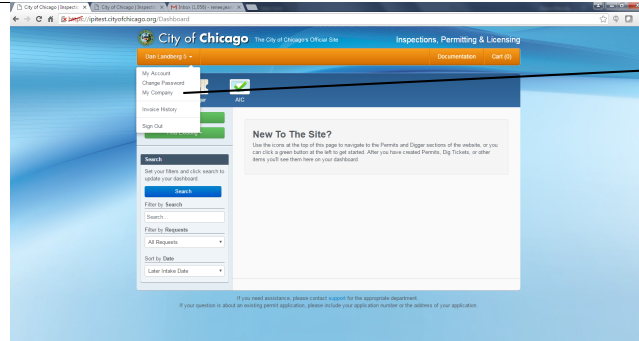 City of Chicago | Inspecti
City of Chicago | Inspecti
https://ipitest.cityofchicago.org/Dashboard
City of Chicago The City of Chicago's Official Site
Inspections, Permitting & Licensing
Dan Landberg 5
Documentation
Cart (0)
My Account
Change Password
My Company
Invoice History
Sign Out
AIC
New To The Site?
Use the icons at the top of this page to navigate to the Permits and Digger sections of the website, or you
can click a green button at the left to get started. After you have created Permits, Dig Tickets, or other
items you'll see them here on your dashboard.
Search
Set your filters and click search to
update your dashboard.
Search
Filter by Search
Search...
Filter by Requests
All Requests
Sort by Date
Later Intake Date
If you need assistance, please contact support for the appropriate department
If your question is about an existing permit application, please include your application number or the address of your application.